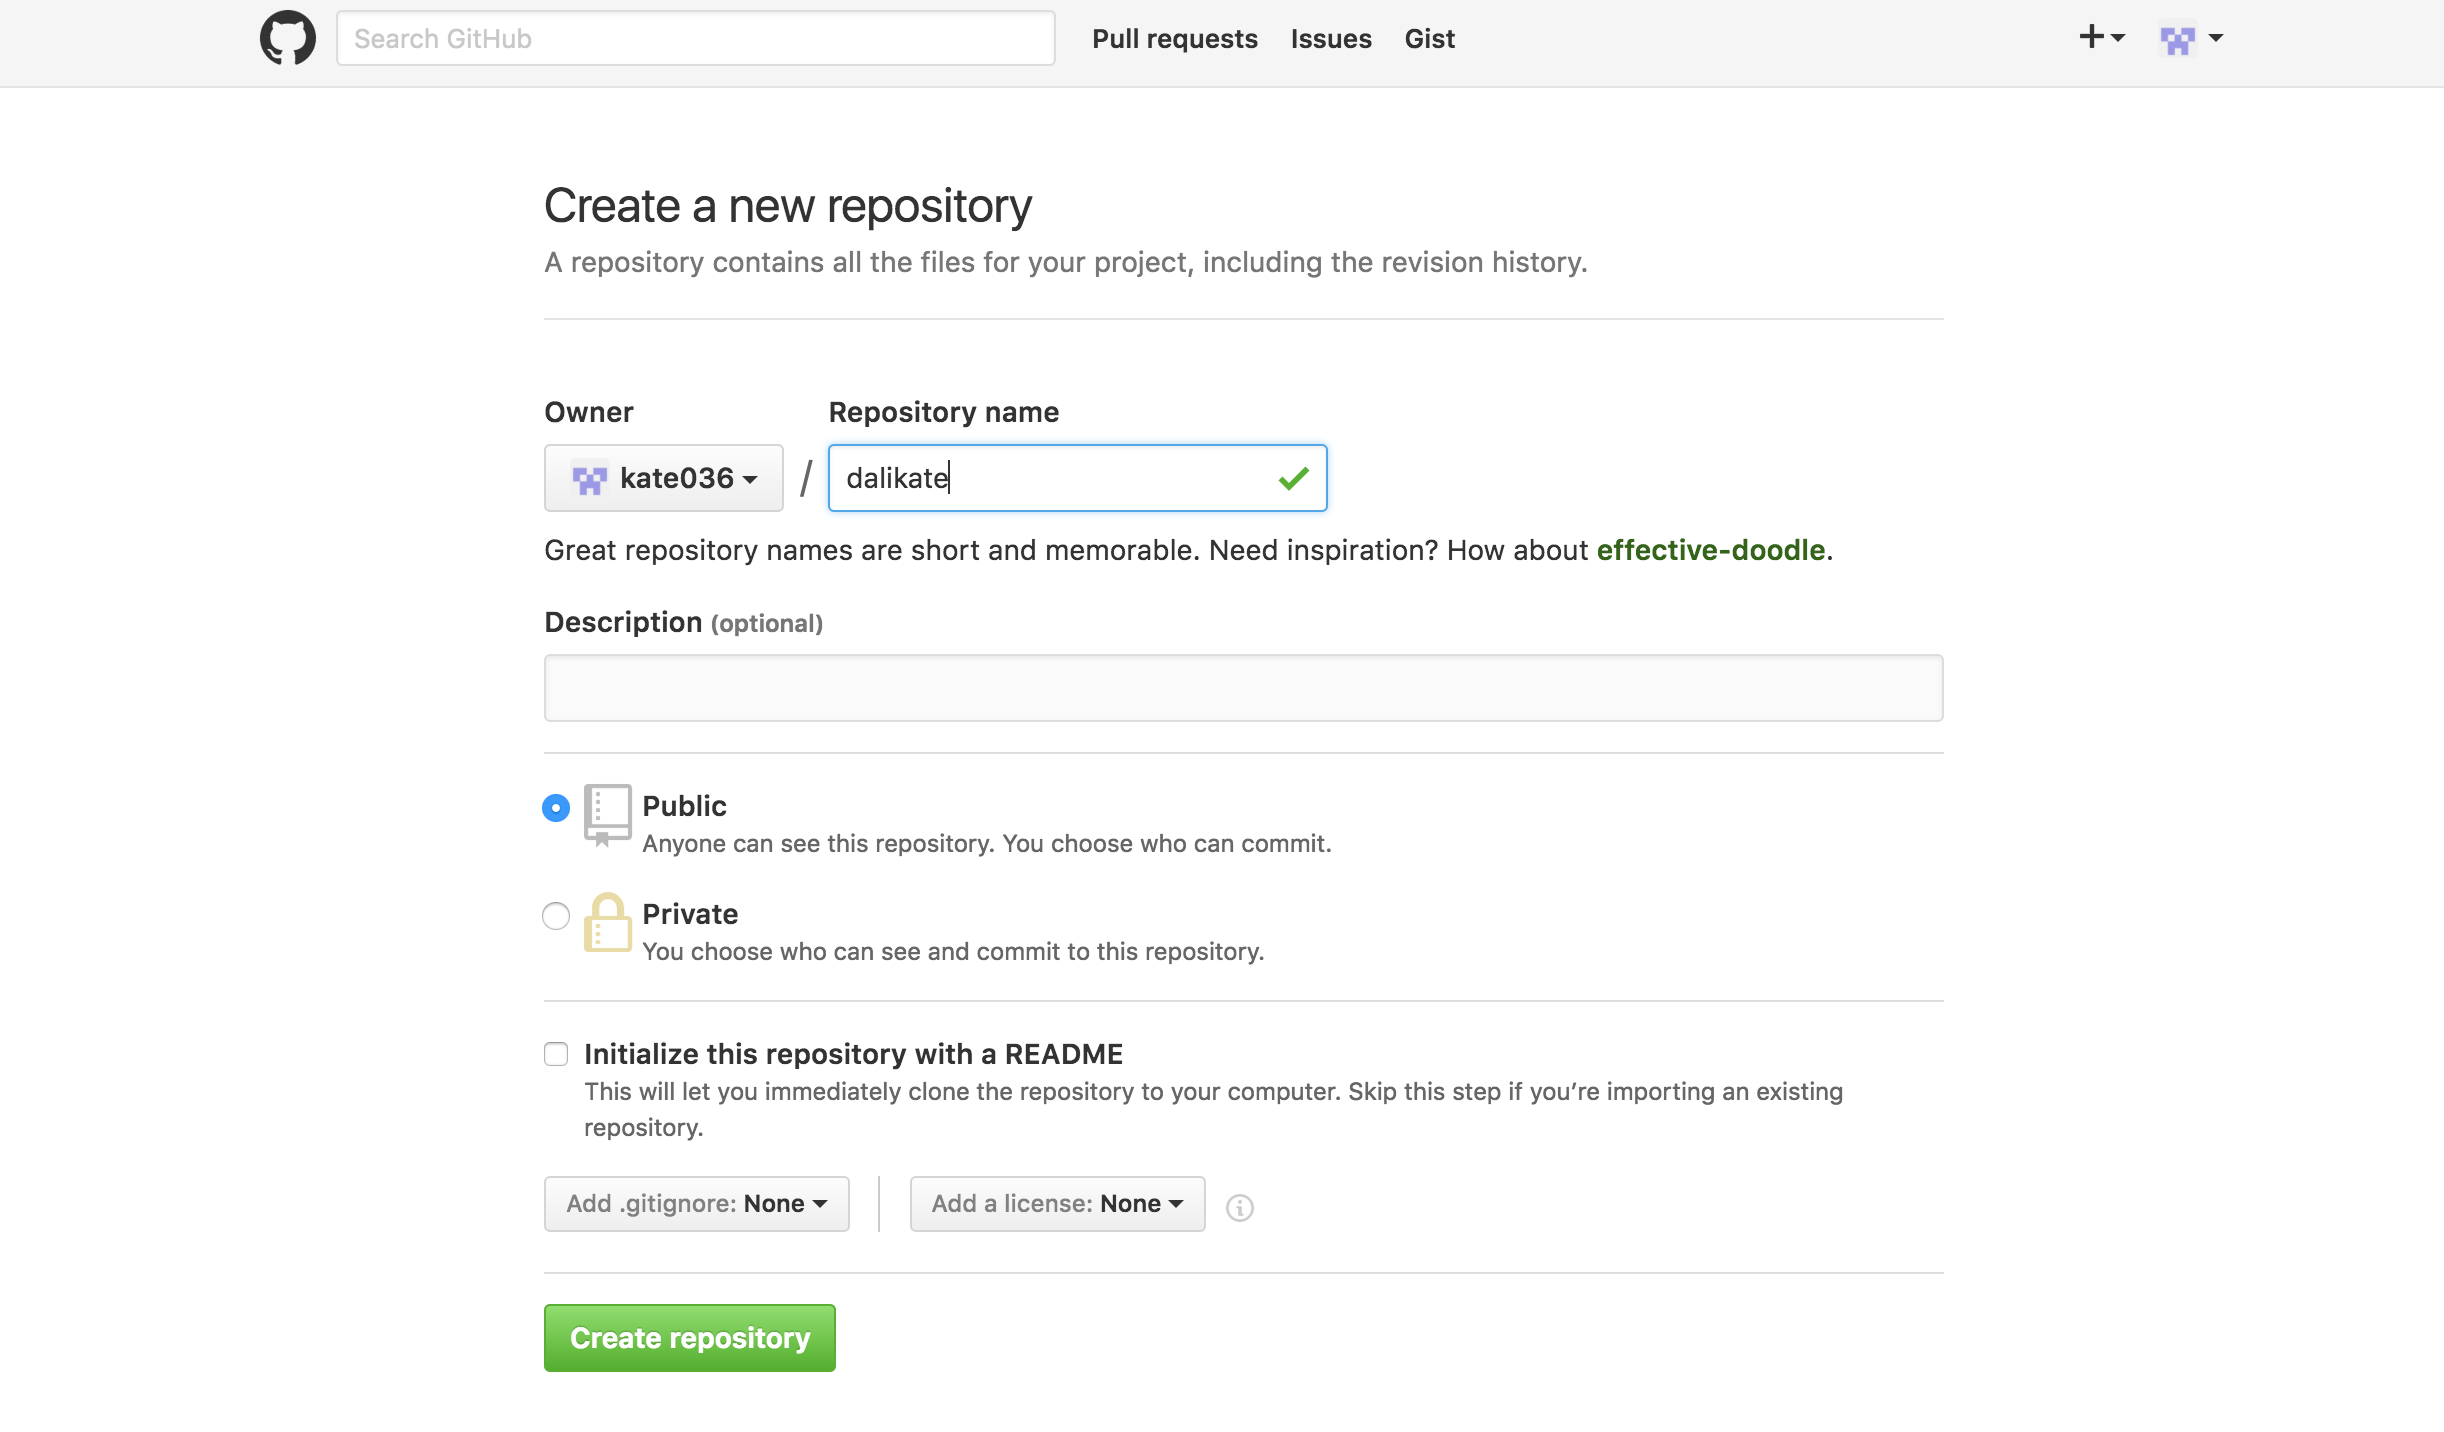 Search GitHub
Pull requests Issues Gist
Create a new repository
A repository contains all the files for your project, including the revision history.
Owner Repository name
kate036 / dalikate
Great repository names are short and memorable. Need inspiration? How about effective-doodle.
Description (optional)
Public
Anyone can see this repository. You choose who can commit.
Private
You choose who can see and commit to this repository.
Initialize this repository with a README
This will let you immediately clone the repository to your computer. Skip this step if you’re importing an existing
repository.
Add .gitignore: None Add a license: None
Create repository